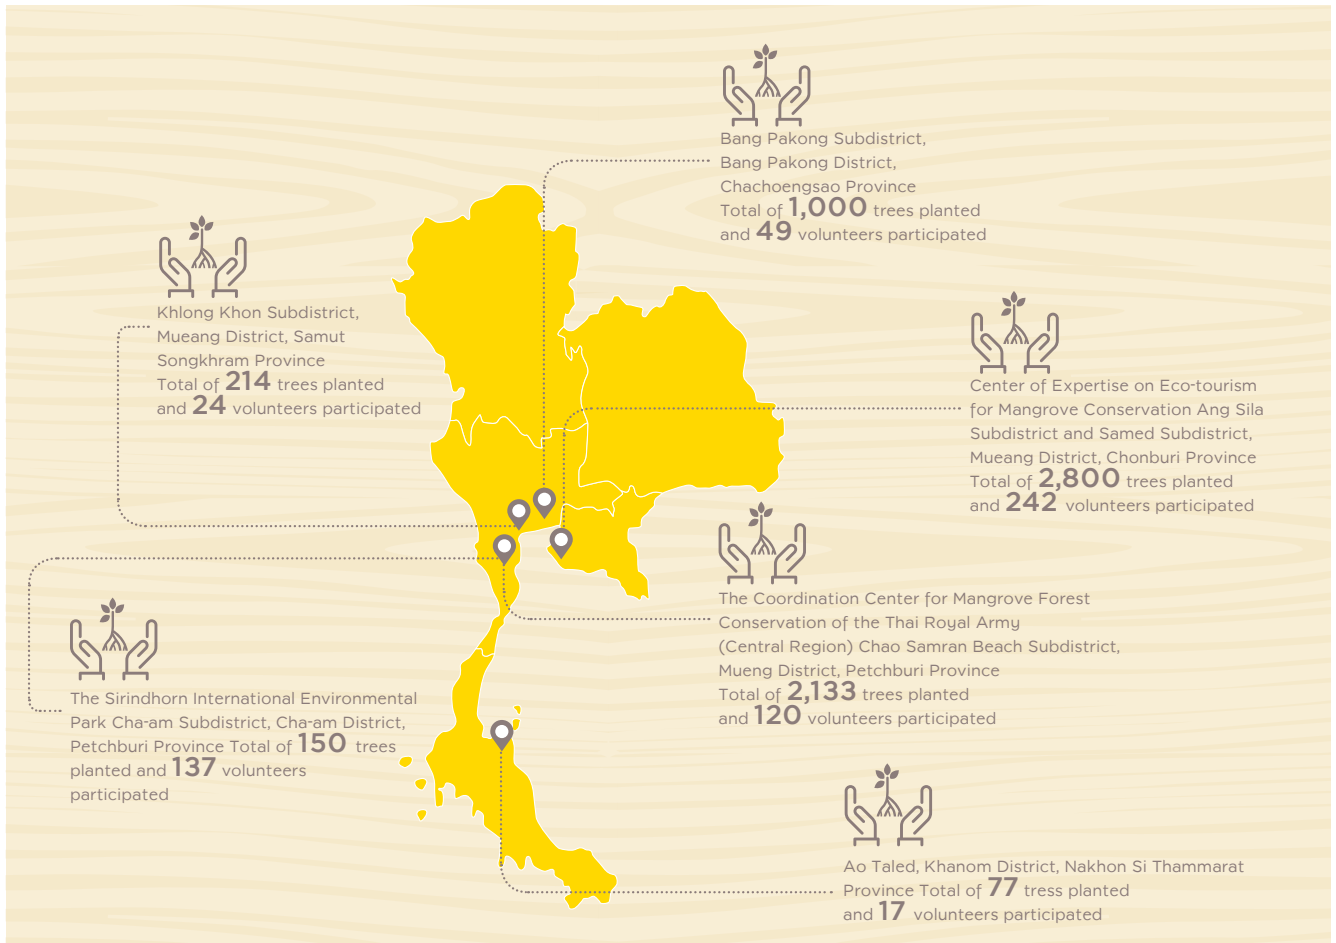 Bang Pakong Subdistrict,
Bang Pakong District,
Chachoengsao Province
Total of 1,000 trees planted
and 49 volunteers participated
Khlong Khon Subdistrict,
Mueang District, Samut
Songkhram Province
Total of 214 trees planted
and 24 volunteers participated
Center of Expertise on Eco-tourism
for Mangrove Conservation Ang Sila
Subdistrict and Samed Subdistrict,
Mueang District, Chonburi Province
Total of 2,800 trees planted
and 242 volunteers participated
The Coordination Center for Mangrove Forest
Conservation of the Thai Royal Army
(Central Region) Chao Samran Beach Subdistrict,
Mueng District, Petchburi Province
Total of 2,133 trees planted
and 120 volunteers participated
The Sirindhorn International Environmental
Park Cha-am Subdistrict, Cha-am District,
Petchburi Province Total of 150 trees
planted and 137 volunteers
participated
Ao Taled, Khanom District, Nakhon Si Thammarat
Province Total of 77 tress planted
and 17 volunteers participated